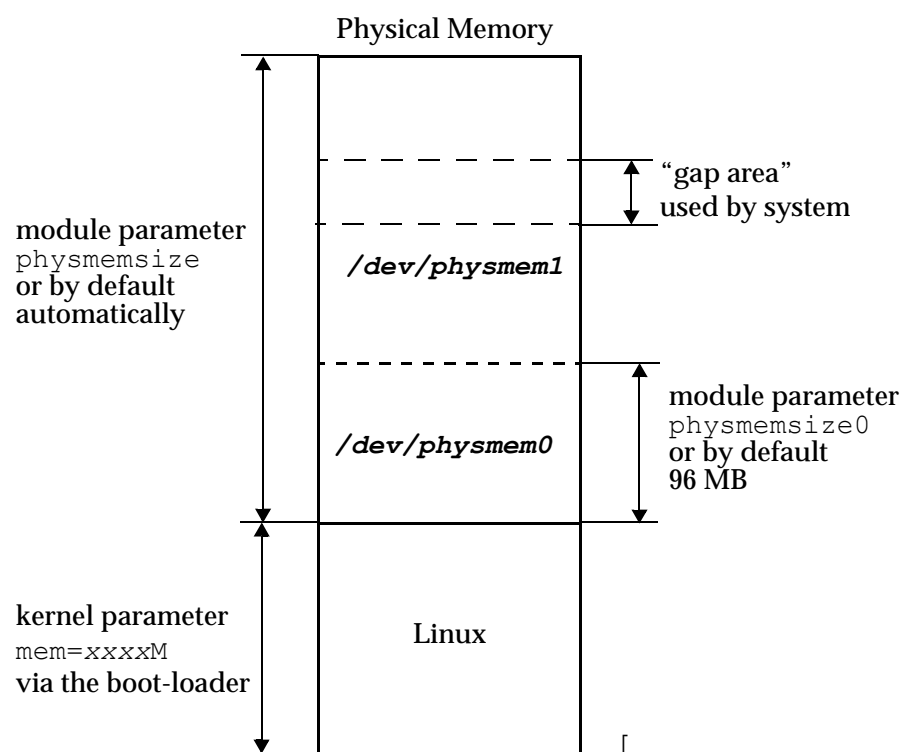 Physical Memory
“gap area”
used by system
module parameter
physmemsize
or by default
automatically
/dev/physmem1
module parameter
physmemsize0
or by default
96 MB
/dev/physmem0
kernel parameter
mem=xxxxM
via the boot-loader
Linux
[